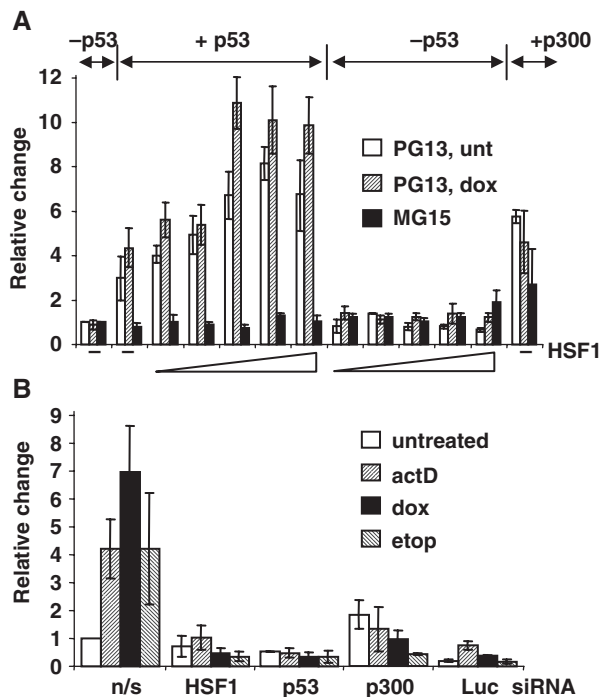 A
–p53 + p53 –p53 +p300
12
10
8
6
4
2
0
Relative change
PG13, unt
PG13, dox
MG15
– – – HSF1
B
9
8
7
6
5
4
3
2
1
0
Relative change
untreated
actD
dox
etop
n/s HSF1 p53 p300 Luc siRNA